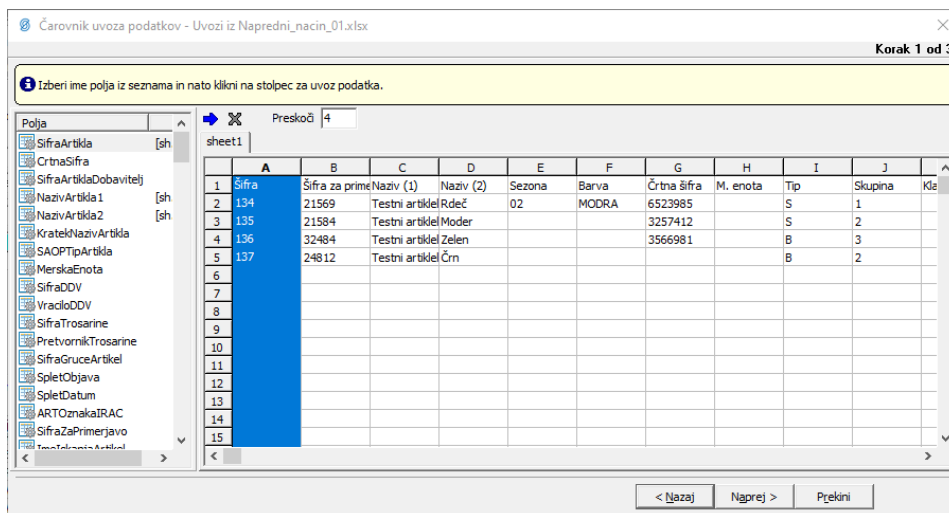 Čarovnik uvoza podatkov - Uvozi iz Napredni_nacin_01.xlsx
Korak 1 od 3
Izberi ime polja iz seznama in nato klikni na stolpec za uvoz podatka.
Polja
SifraArtikla [sh
CrtnaSifra
SifraArtiklaDobavitelj
NazivArtikla1 [sh
NazivArtikla2 [sh
KratekNazivArtikla
SAOPTipArtikla
MerskaEnota
SifraDDV
VraciloDDV
SifraTrosarine
PretvornikTrosarine
SifraGruceArtikel
SpletObjava
SpletDatum
ARTOznakaIRAC
SifraZaPrimerjavo
ImeIskanjaArtikel
Preskoči 4
sheet1
A B C D E F G H I J
1 Šifra Šifra za prime Naziv (1) Naziv (2) Sezona Barva Črtna šifra M. enota Tip Skupina Kla
2 134 21569 Testni artikel Rdeč 02 MODRA 6523985 S 1
3 135 21584 Testni artikel Moder 3257412 S 2
4 136 32484 Testni artikel Zelen 3566981 B 3
5 137 24812 Testni artikel Črn B 2
6
7
8
9
10
11
12
13
14
15
< Nazaj Naprej > Prekini